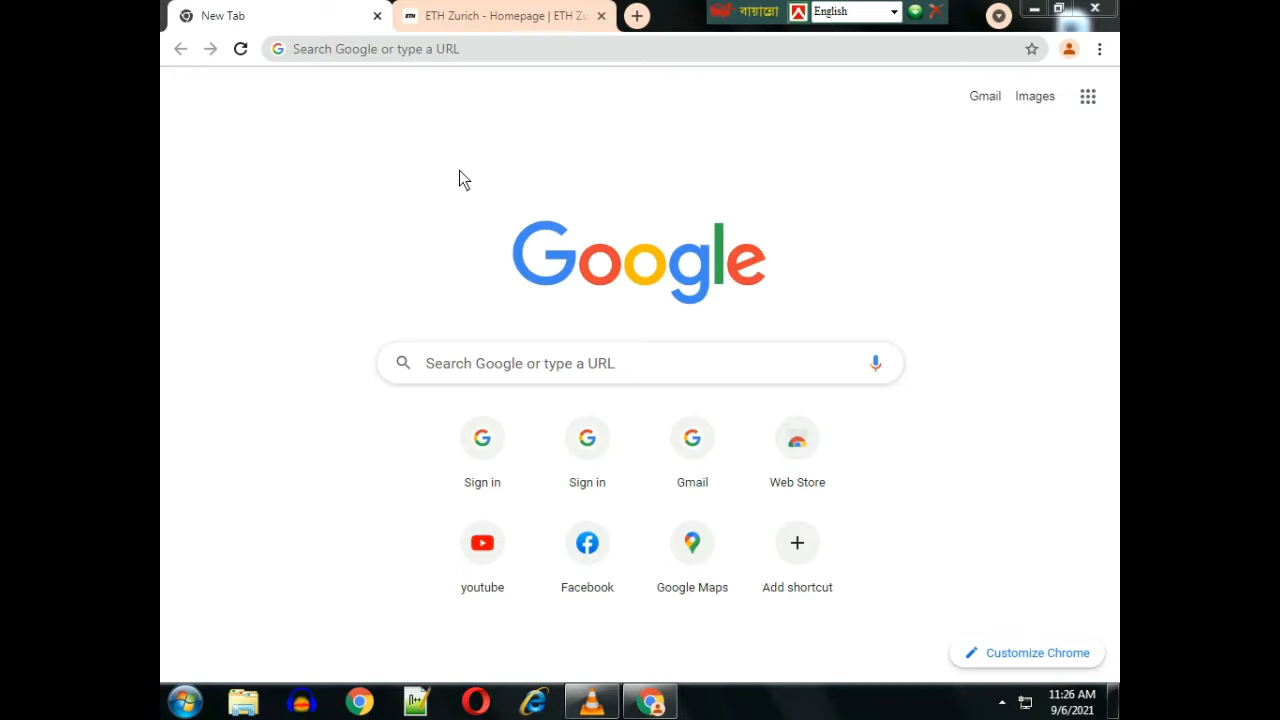 New Tab
ETH Zurich - Homepage | ETH Zu
বায়ান্নো
English
Search Google or type a URL
Gmail Images
Google
Search Google or type a URL
Sign in Sign in Gmail Web Store
youtube Facebook Google Maps Add shortcut
Customize Chrome
11:26 AM
9/6/2021